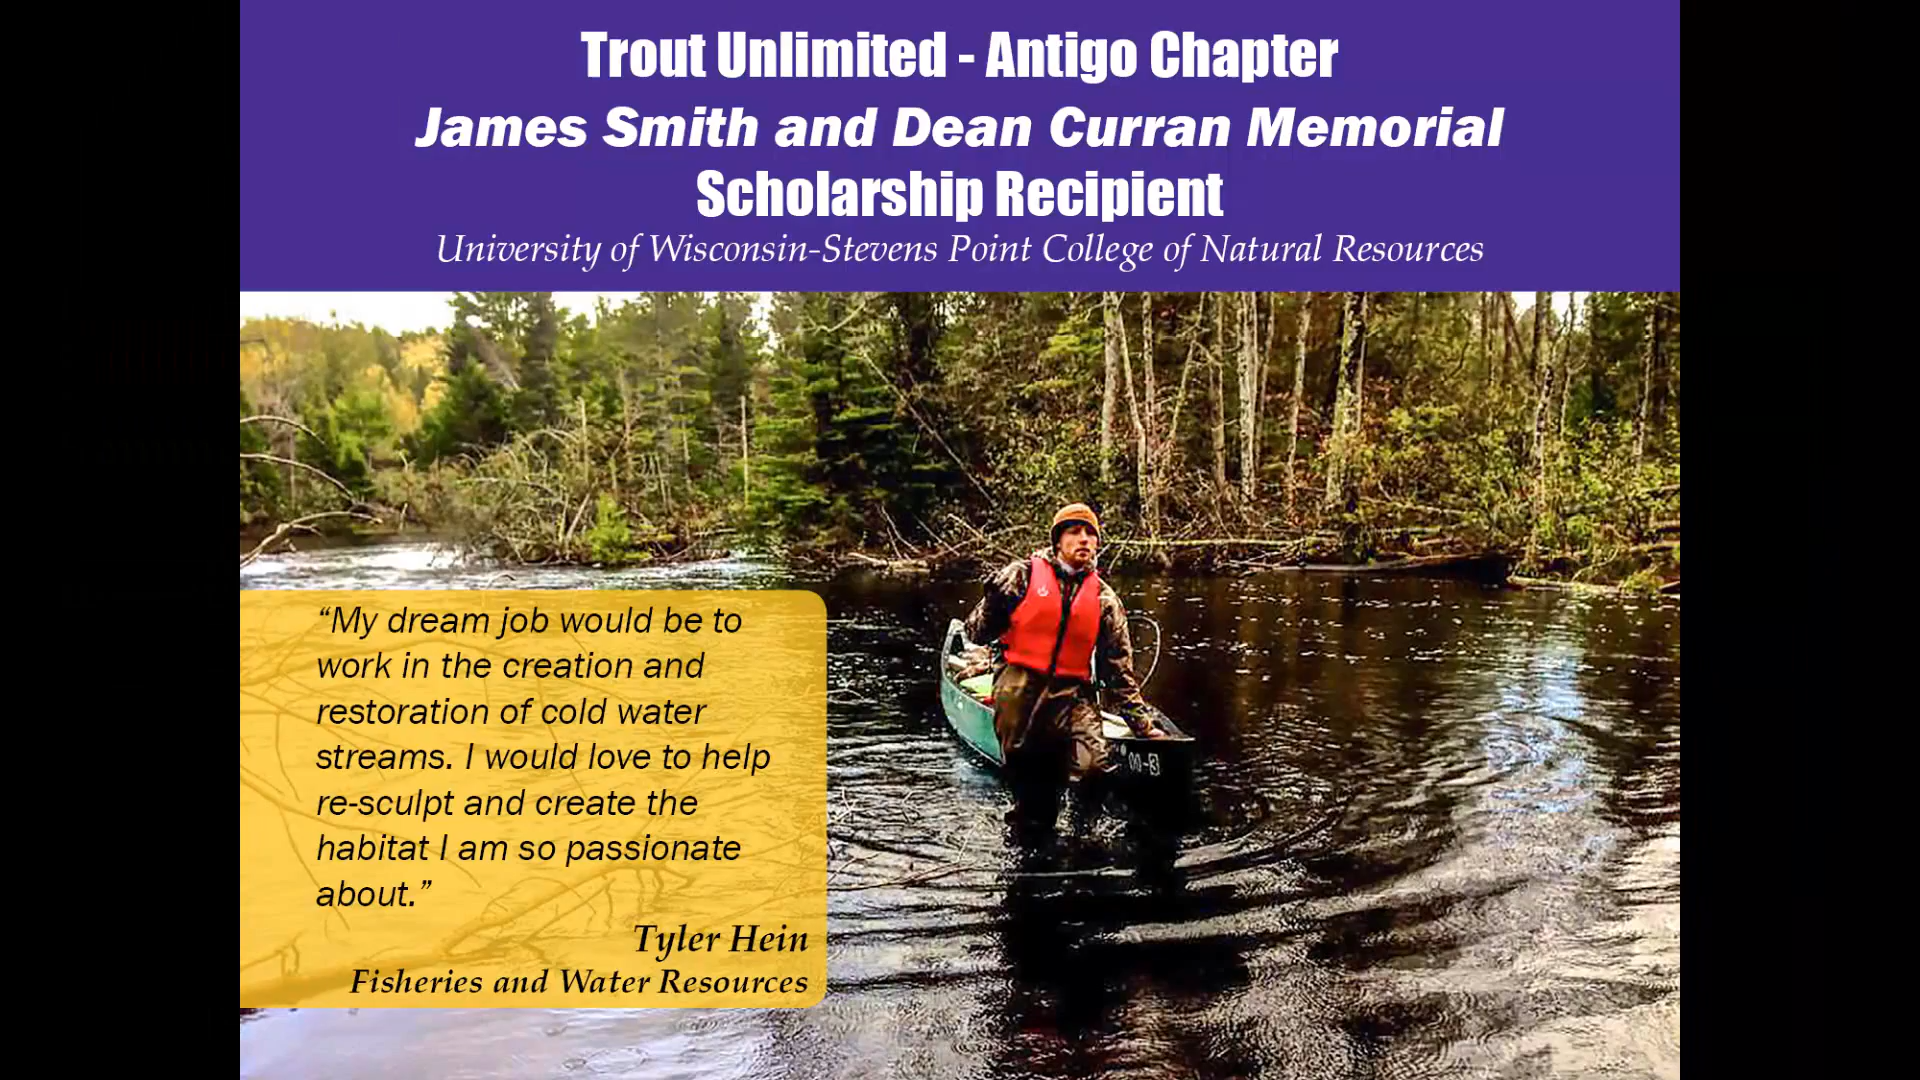 Trout Unlimited - Antigo Chapter
James Smith and Dean Curran Memorial
Scholarship Recipient
University of Wisconsin-Stevens Point College of Natural Resources
“My dream job would be to
work in the creation and
restoration of cold water
streams. I would love to help
re-sculpt and create the
habitat I am so passionate
about.”
Tyler Hein
Fisheries and Water Resources
00-3